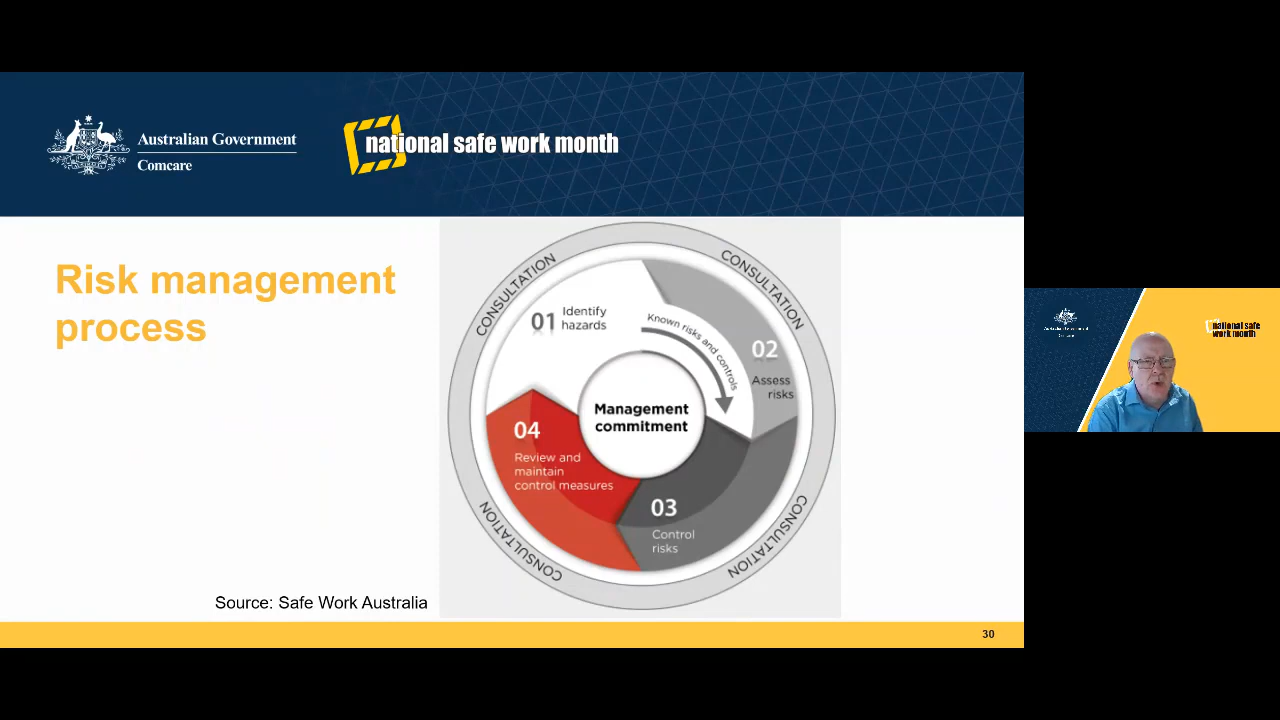 Australian Government
Comcare
national safe work month
Risk management
process
CONSULTATION
CONSULTATION
01 Identify
hazards
Known risks and controls
02
Assess
risks
Management
commitment
04
Review and
maintain
control measures
03
Control
risks
CONSULTATION
CONSULTATION
Source: Safe Work Australia
30
national safe
work month